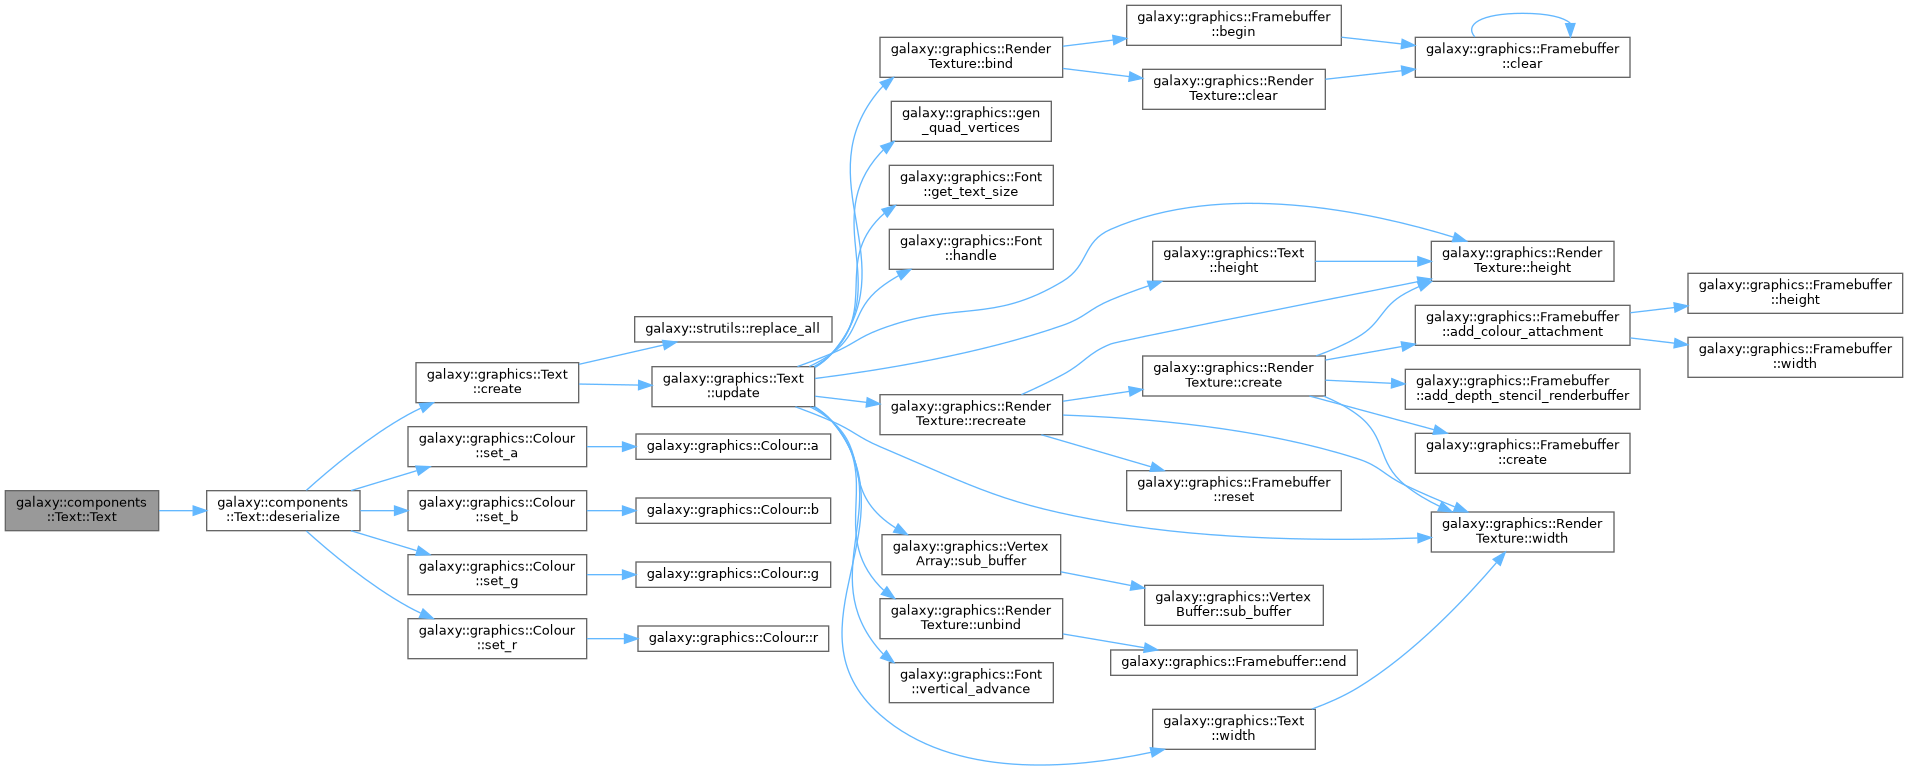 galaxy::components
::Text::Text
galaxy::components
::Text::deserialize
galaxy::graphics::Text
::create
galaxy::graphics::Colour
::set_a
galaxy::graphics::Colour
::set_b
galaxy::graphics::Colour
::set_g
galaxy::graphics::Colour
::set_r
galaxy::strutils::replace_all
galaxy::graphics::Text
::update
galaxy::graphics::Colour::a
galaxy::graphics::Colour::b
galaxy::graphics::Colour::g
galaxy::graphics::Colour::r
galaxy::graphics::Render
Texture::bind
galaxy::graphics::gen
_quad_vertices
galaxy::graphics::Font
::get_text_size
galaxy::graphics::Font
::handle
galaxy::graphics::Render
Texture::recreate
galaxy::graphics::Vertex
Array::sub_buffer
galaxy::graphics::Render
Texture::unbind
galaxy::graphics::Font
::vertical_advance
galaxy::graphics::Framebuffer
::begin
galaxy::graphics::Render
Texture::clear
galaxy::graphics::Text
::height
galaxy::graphics::Render
Texture::create
galaxy::graphics::Framebuffer
::reset
galaxy::graphics::Vertex
Buffer::sub_buffer
galaxy::graphics::Framebuffer::end
galaxy::graphics::Text
::width
galaxy::graphics::Framebuffer
::clear
galaxy::graphics::Render
Texture::height
galaxy::graphics::Framebuffer
::add_colour_attachment
galaxy::graphics::Framebuffer
::add_depth_stencil_renderbuffer
galaxy::graphics::Framebuffer
::create
galaxy::graphics::Render
Texture::width
galaxy::graphics::Framebuffer
::height
galaxy::graphics::Framebuffer
::width